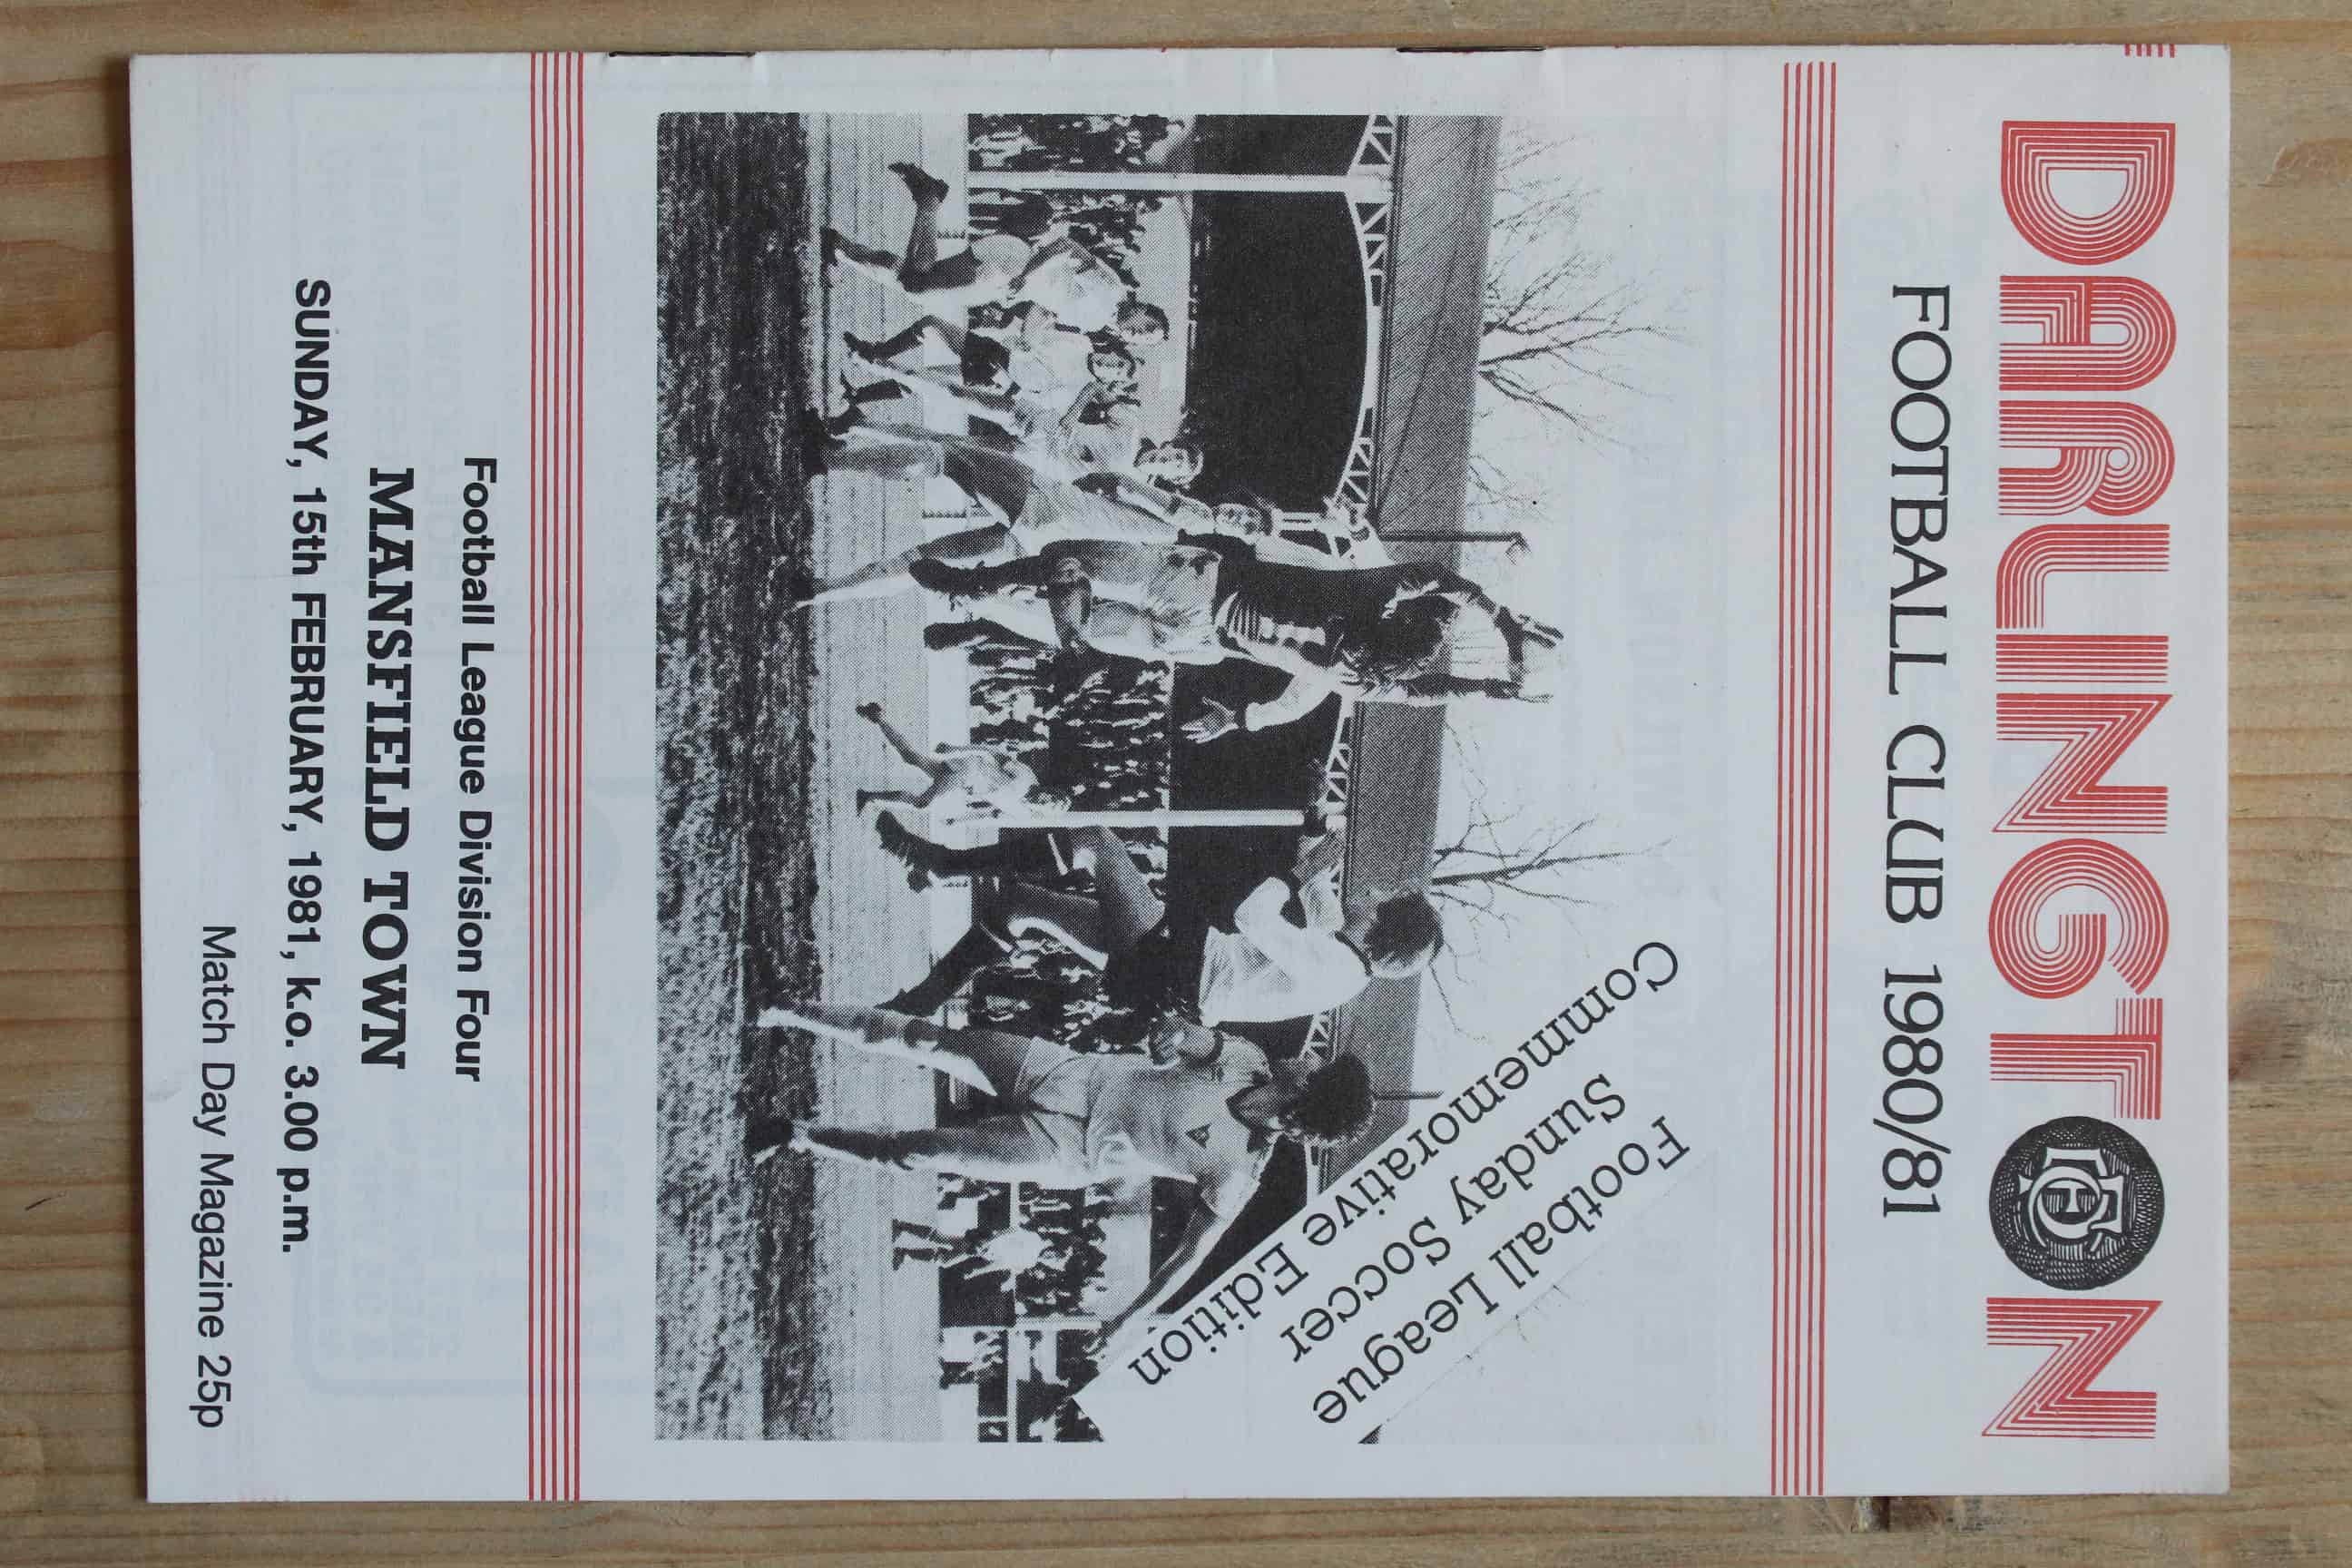 DARLINGTON
FOOTBALL CLUB 1980/81
Football League
Sunday Soccer
Commemorative Edition
Football League Division Four
MANSFIELD TOWN
SUNDAY, 15th FEBRUARY, 1981, k.o. 3.00 p.m.
Match Day Magazine 25p